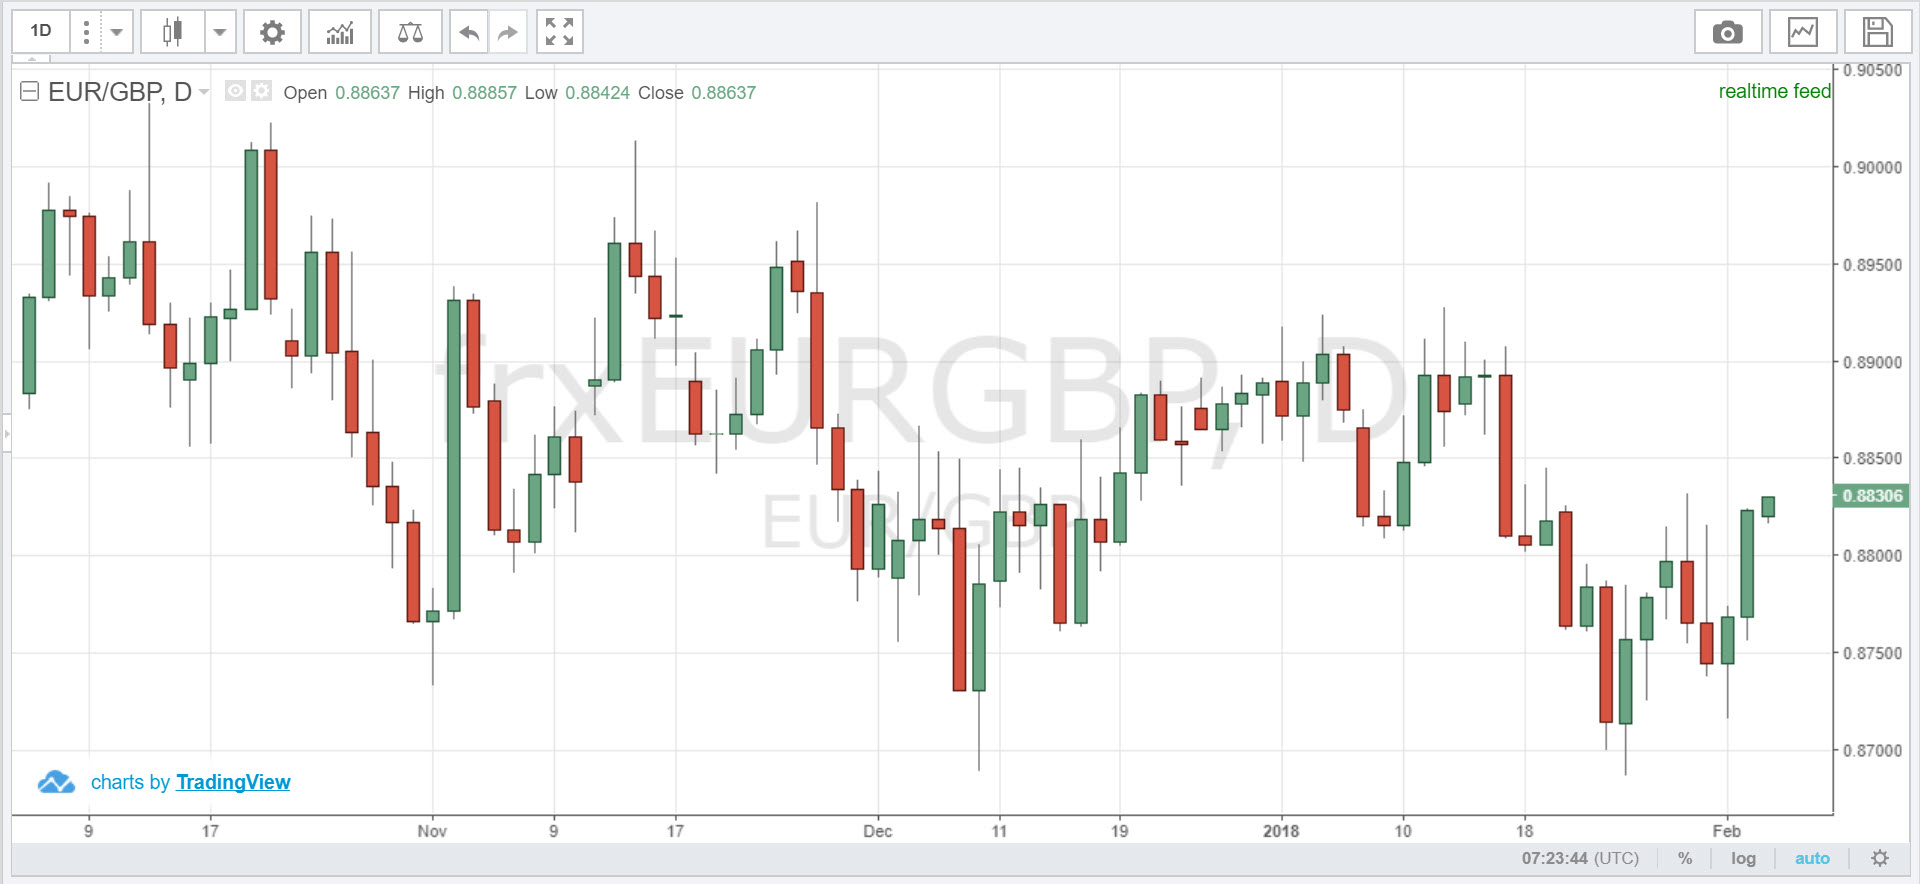 1D
EUR/GBP, D Open 0.88637 High 0.88857 Low 0.88424 Close 0.88637
realtime feed
0.90500
0.90000
0.89500
0.89000
0.88500
0.88306
0.88000
0.87500
0.87000
frxEURGBP, D
EUR/GBP
charts by TradingView
9 17 Nov 9 17 Dec 11 19 2018 10 18 Feb
07:23:44 (UTC) % log auto